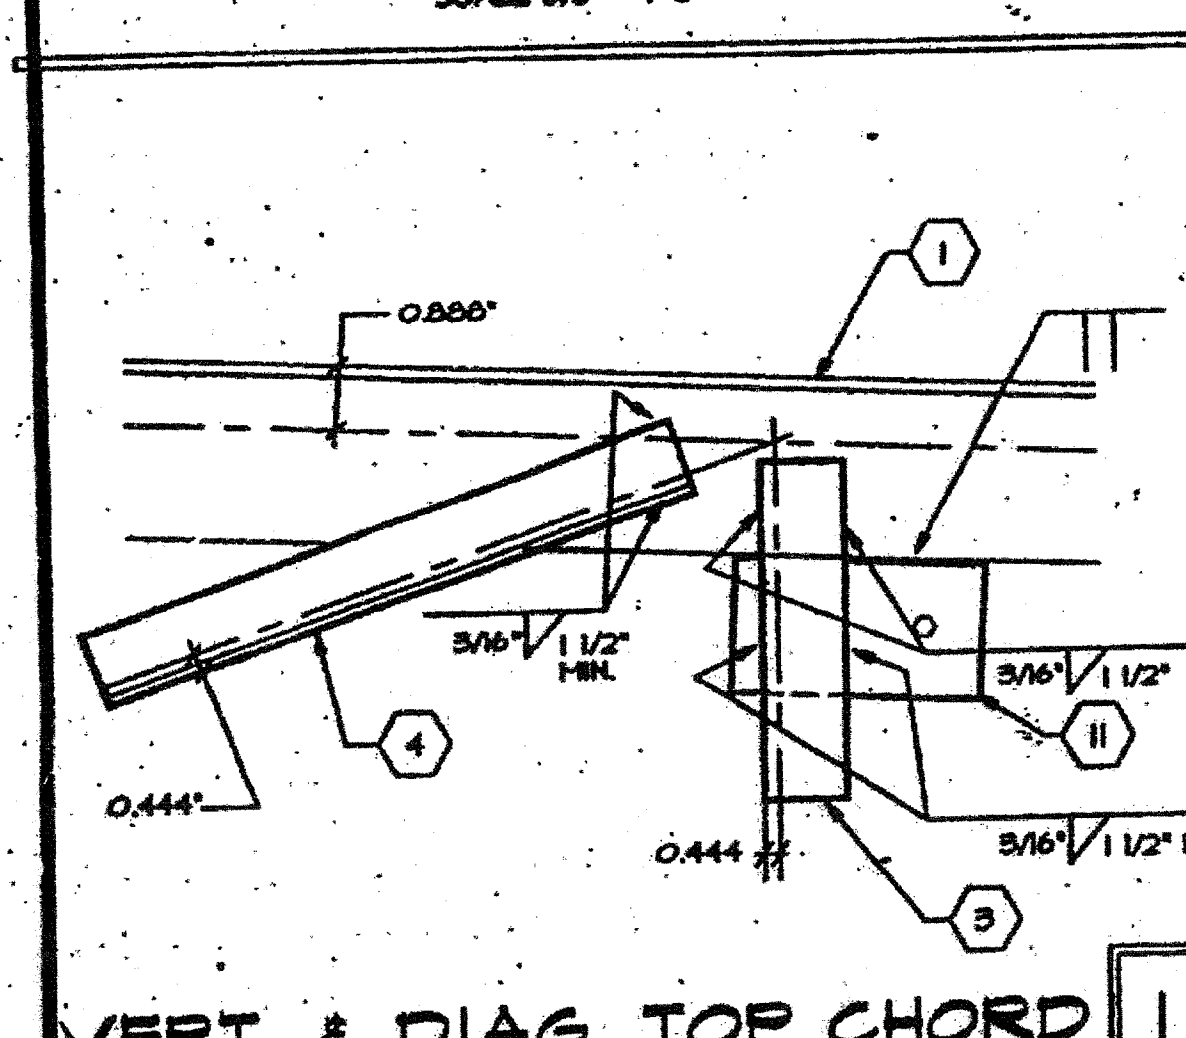 1
0.888"
3/16" 1 1/2"
MIN.
3/16" 1 1/2"
11
4
0.444"
3/16" 1 1/2"
0.444
3
VERT & DIAG TOP CHORD